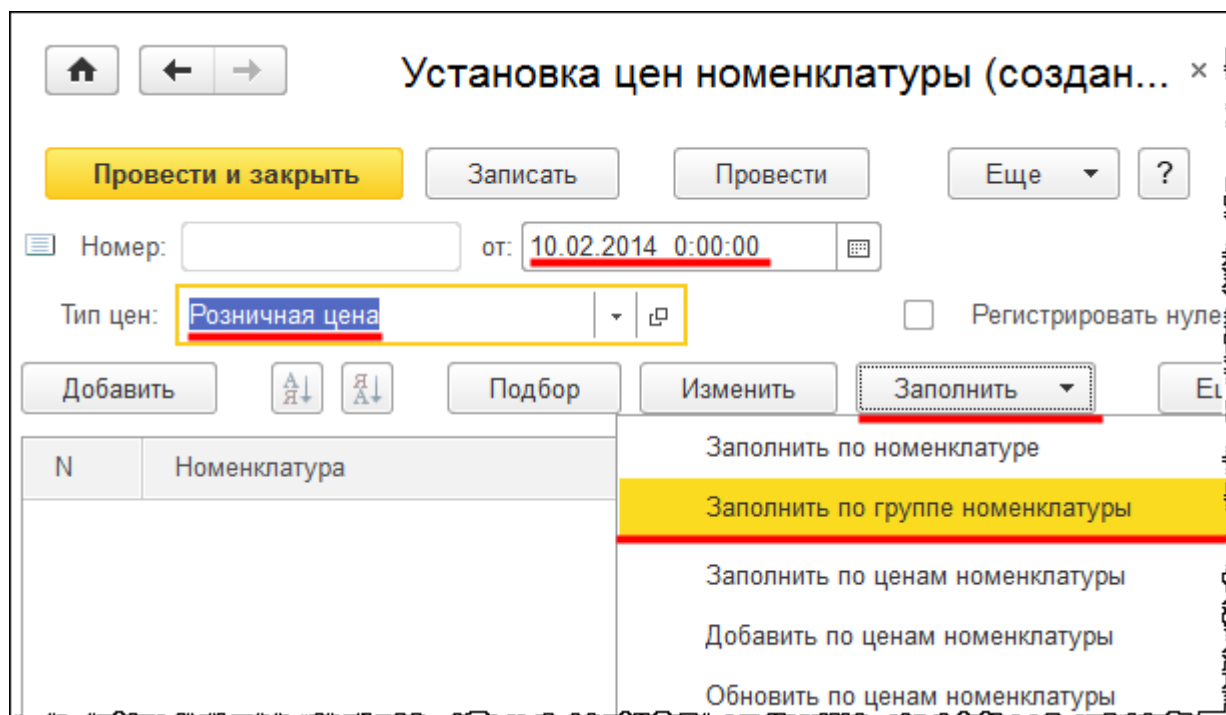 Установка цен номенклатуры (создан...
Провести и закрыть Записать Провести Еще ?
Номер: от: 10.02.2014 0:00:00
Тип цен: Розничная цена Регистрировать
Добавить Подбор Изменить Заполнить
N Номенклатура
Заполнить по номенклатуре
Заполнить по группе номенклатуры
Заполнить по ценам номенклатуры
Добавить по ценам номенклатуры
Обновить по ценам номенклатуры